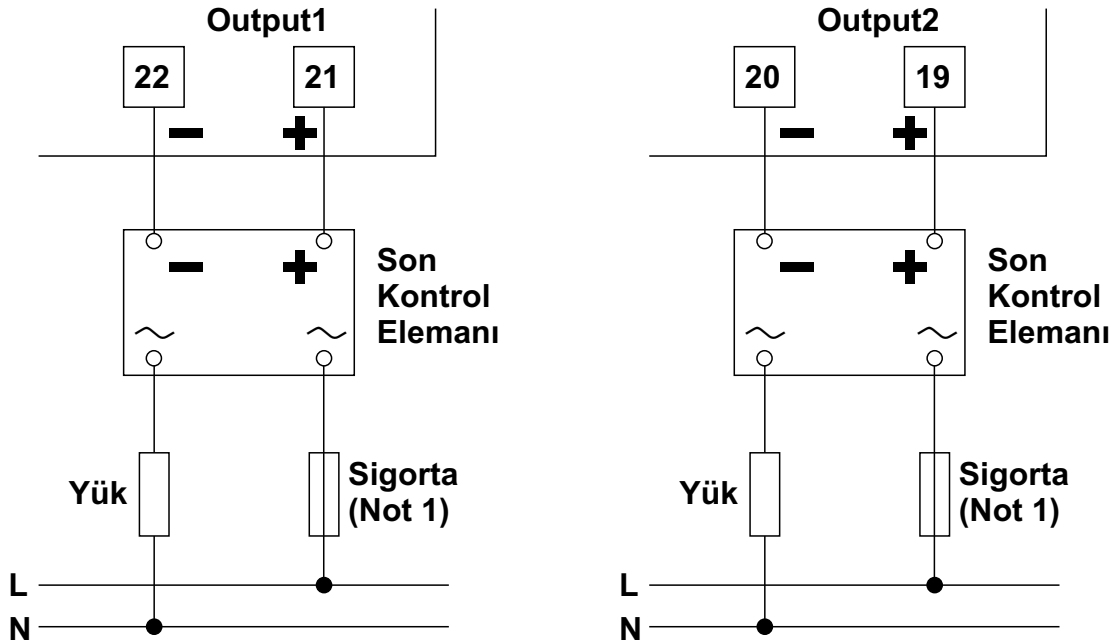 Output1
22
21
Son
Kontrol
Elemanı
Yük
Sigorta
(Not 1)
L
N
Output2
20
19
Son
Kontrol
Elemanı
Yük
Sigorta
(Not 1)
L
N